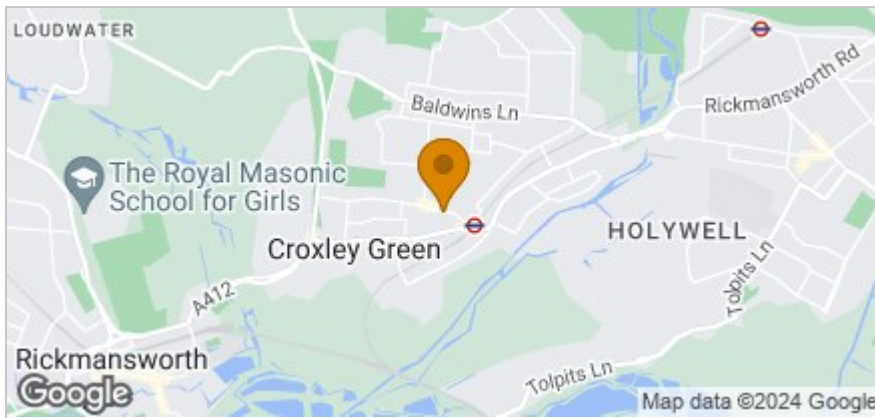 LOUDWATER
Baldwins Ln
Rickmansworth Rd
The Royal Masonic
School for Girls
Croxley Green
HOLYWELL
A412
Tolpits Ln
Rickmansworth
Tolpits Ln
Google
Map data ©2024 Google